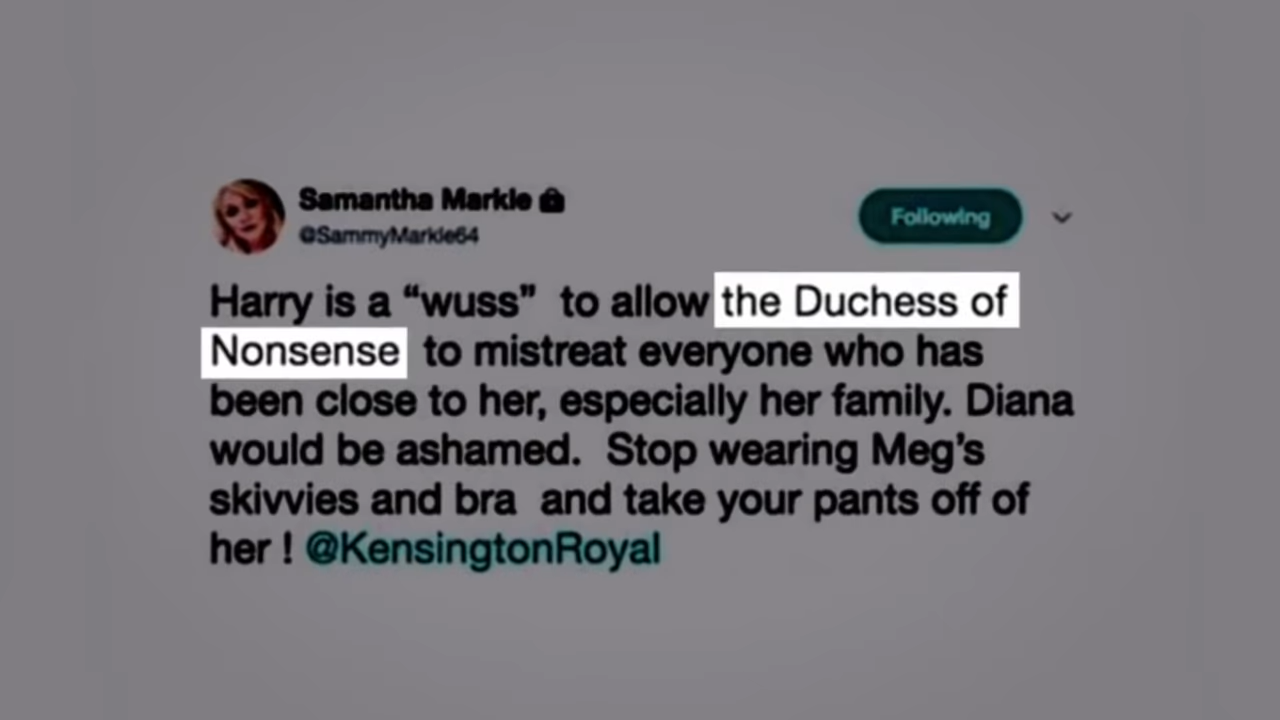 Samantha Markle
@SammyMarkle64
Following
Harry is a “wuss”  to allow the Duchess of
Nonsense  to mistreat everyone who has
been close to her, especially her family. Diana
would be ashamed.  Stop wearing Meg’s
skivvies and bra  and take your pants off of
her ! @KensingtonRoyal